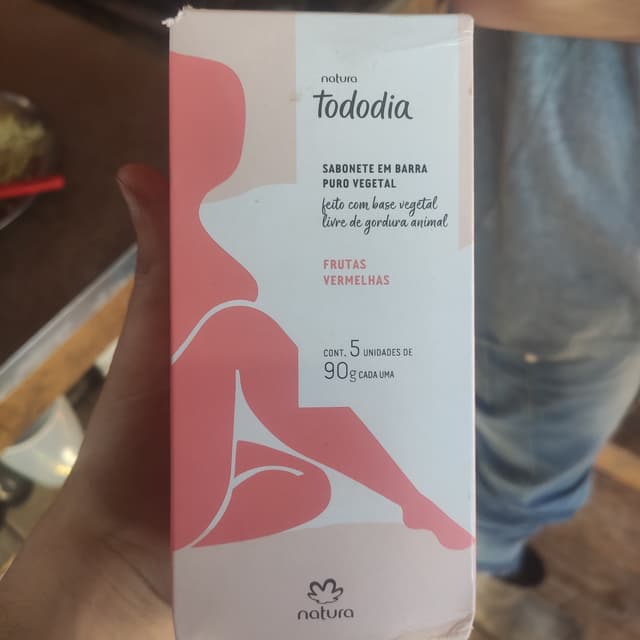 natura
Tododia
SABONETE EM BARRA
PURO VEGETAL
feito com base vegetal
livre de gordura animal
FRUTAS
VERMELHAS
CONT. 5 UNIDADES DE
90g CADA UMA
natura